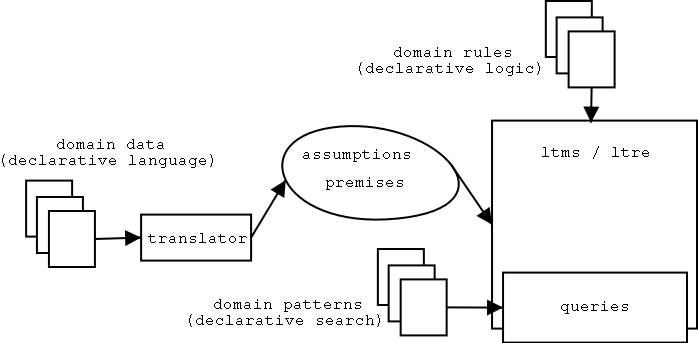 domain rules
(declarative logic)
domain data
(declarative language)
assumptions
premises
ltms / ltre
translator
domain patterns
(declarative search)
queries